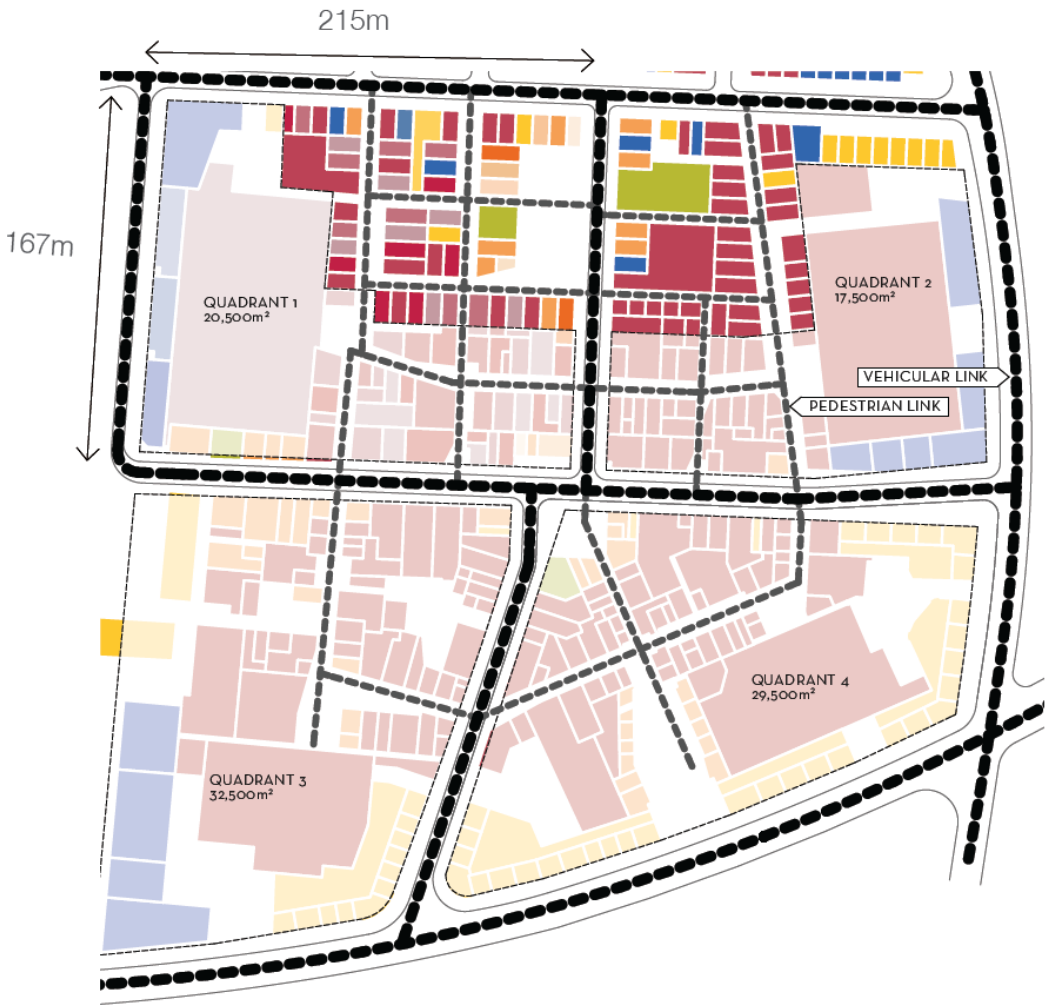 215m
167m
QUADRANT 1
20,500m²
QUADRANT 2
17,500m²
VEHICULAR LINK
PEDESTRIAN LINK
QUADRANT 4
29,500m²
QUADRANT 3
32,500m²